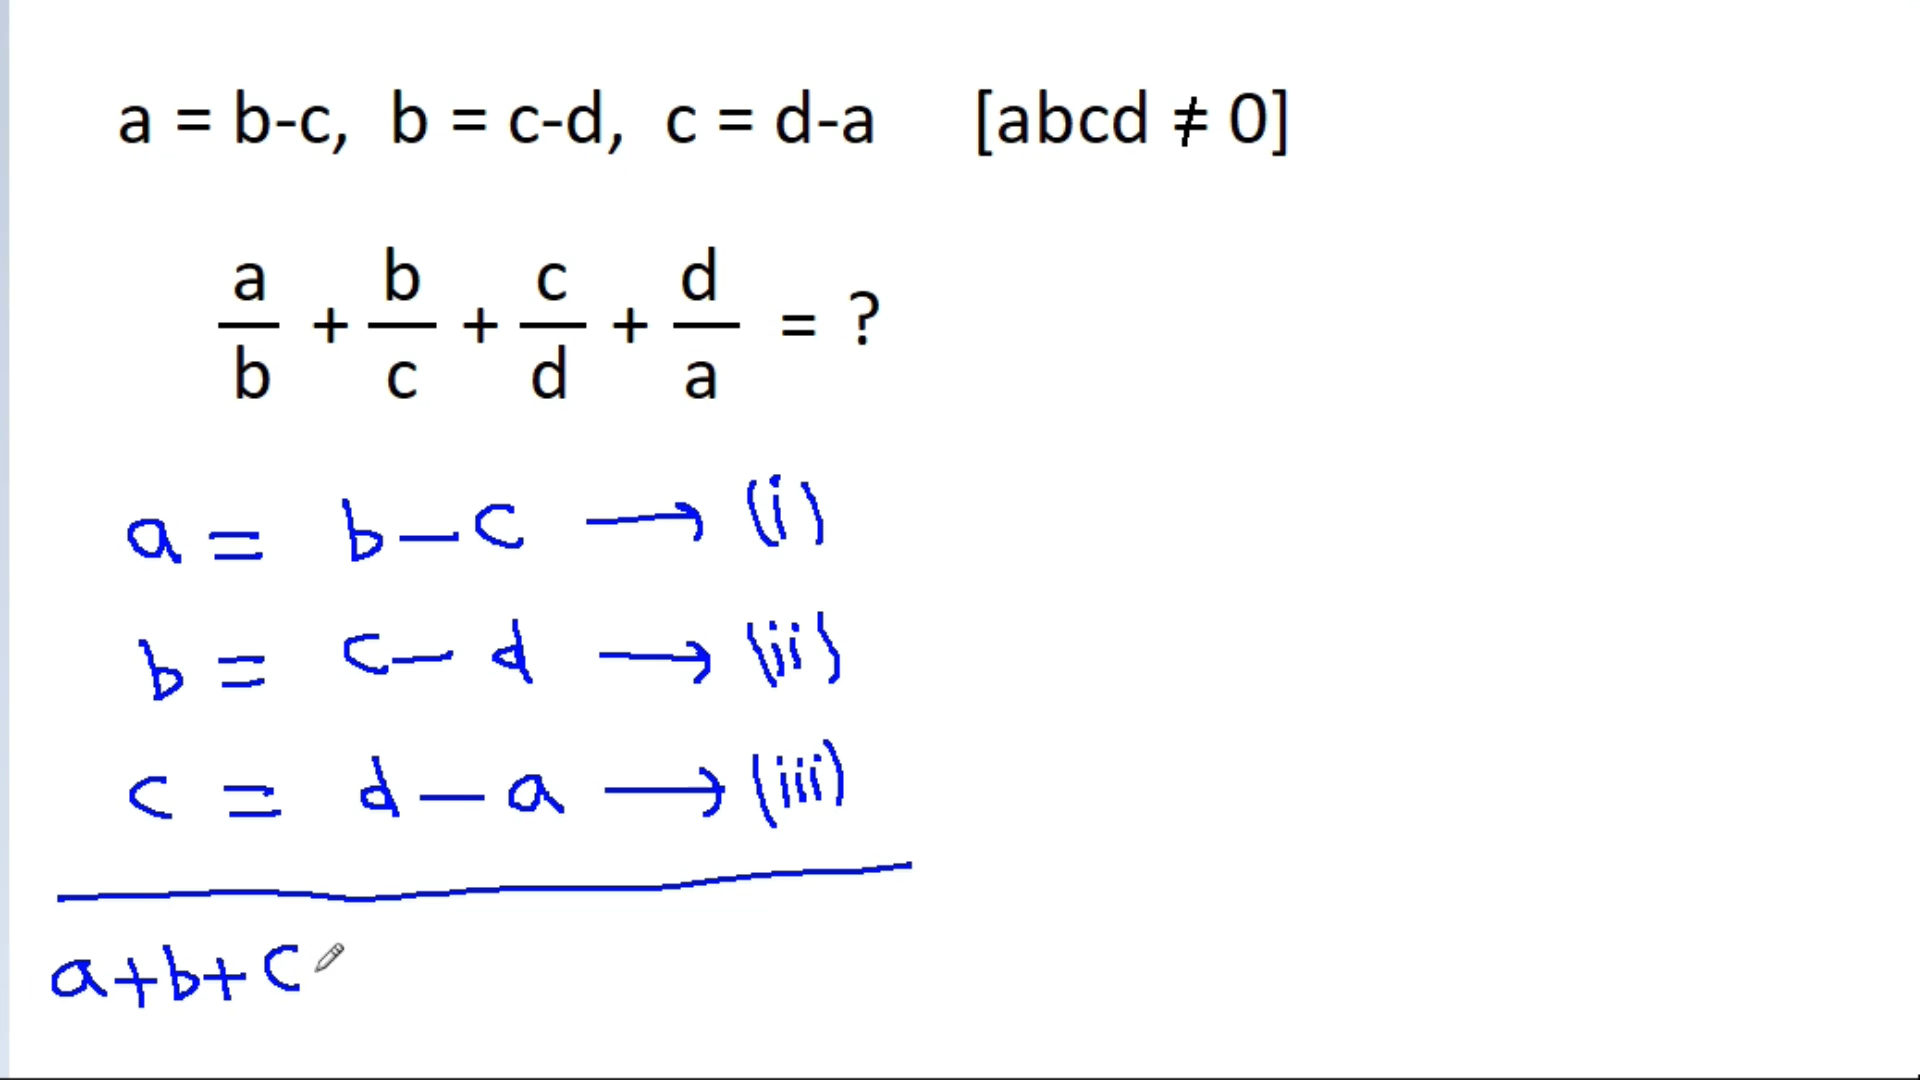 a = b-c, b = c-d, c = d-a [abcd ≠ 0]
a/b + b/c + c/d + d/a = ?
a = b - c → (i)
b = c - d → (ii)
c = d - a → (iii)
a+b+c